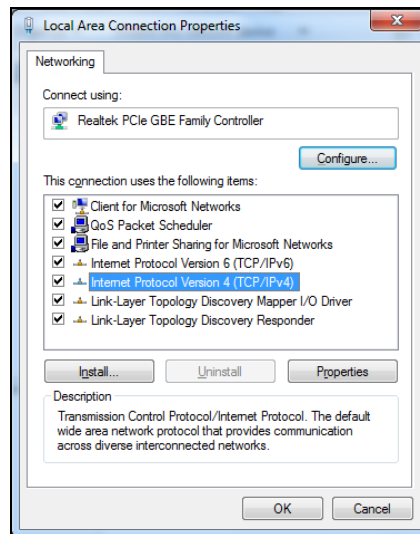 Local Area Connection Properties
Networking
Connect using:
Realtek PCIe GBE Family Controller
Configure...
This connection uses the following items:
Client for Microsoft Networks
QoS Packet Scheduler
File and Printer Sharing for Microsoft Networks
Internet Protocol Version 6 (TCP/IPv6)
Internet Protocol Version 4 (TCP/IPv4)
Link-Layer Topology Discovery Mapper I/O Driver
Link-Layer Topology Discovery Responder
Install... Uninstall Properties
Description
Transmission Control Protocol/Internet Protocol. The default
wide area network protocol that provides communication
across diverse interconnected networks.
OK Cancel